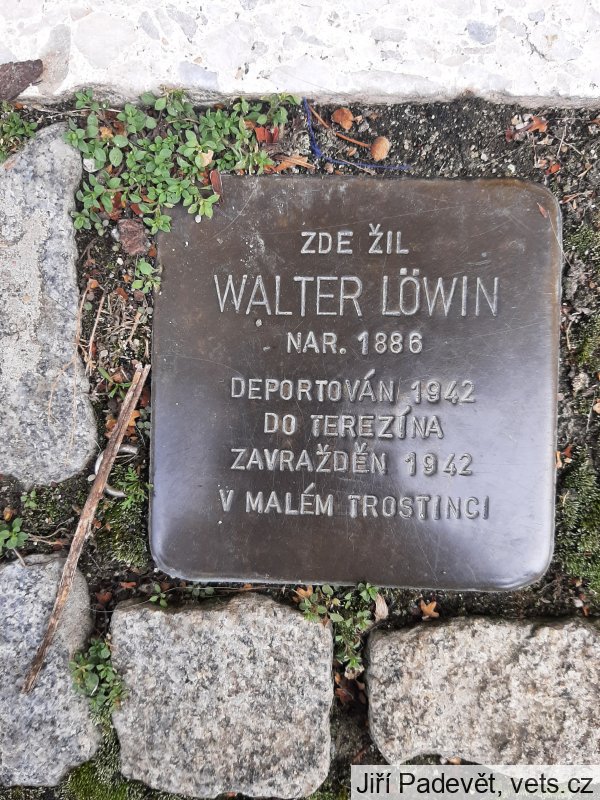 ZDE ŽIL
WALTER LÖWIN
NAR. 1886
DEPORTOVÁN 1942
DO TEREZÍNA
ZAVRAŽDĚN 1942
V MALÉM TROSTINCI
Jiří Padevět, vets.cz